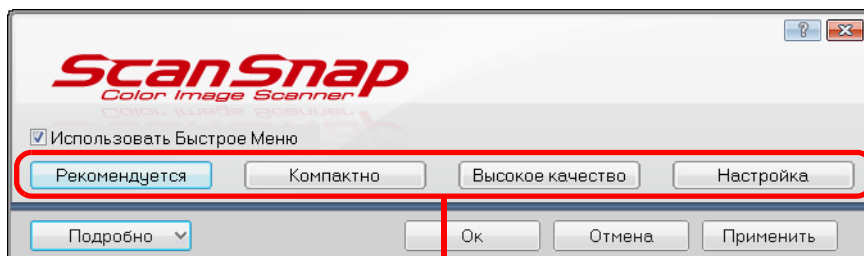 ScanSnap
Color Image Scanner
Использовать Быстрое Меню
Рекомендуется Компактно Высокое качество Настройка
Подробно Ок Отмена Применить